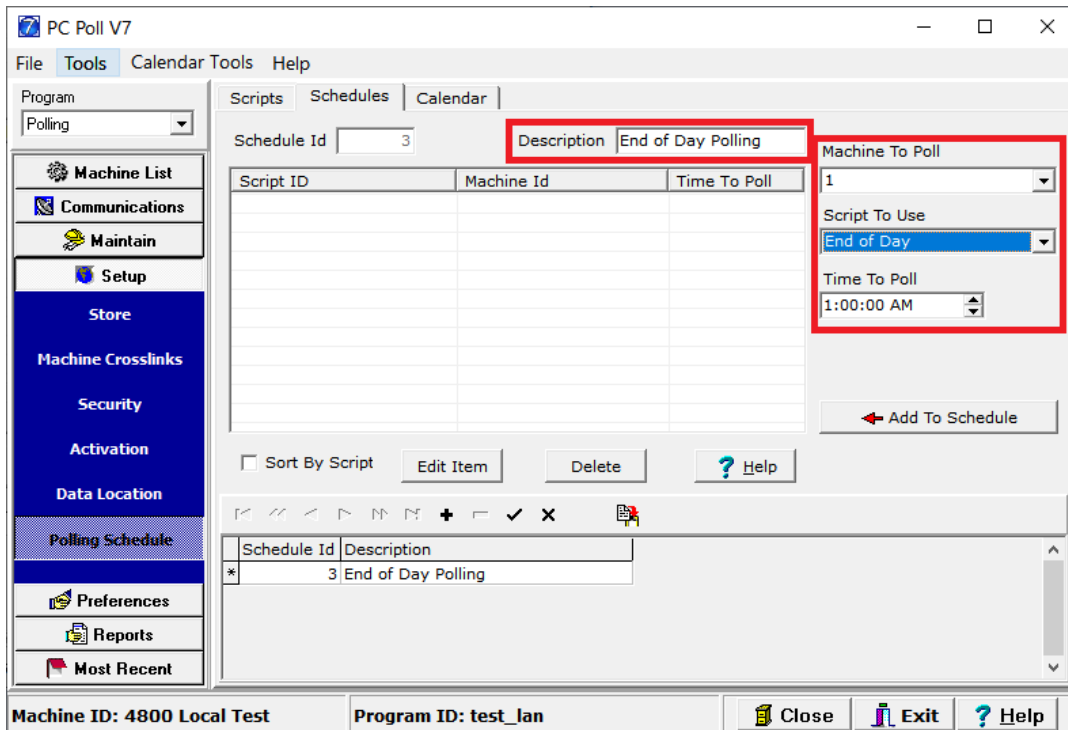 PC Poll V7
File Tools Calendar Tools Help
Program
Polling
Machine List
Communications
Maintain
Setup
Store
Machine Crosslinks
Security
Activation
Data Location
Polling Schedule
Preferences
Reports
Most Recent
Scripts Schedules Calendar
Schedule Id 3 Description End of Day Polling
Script ID Machine Id Time To Poll
Machine To Poll
1
Script To Use
End of Day
Time To Poll
1:00:00 AM
Add To Schedule
Sort By Script Edit Item Delete ? Help
Schedule Id Description
* 3 End of Day Polling
Machine ID: 4800 Local Test Program ID: test_lan Close Exit ? Help